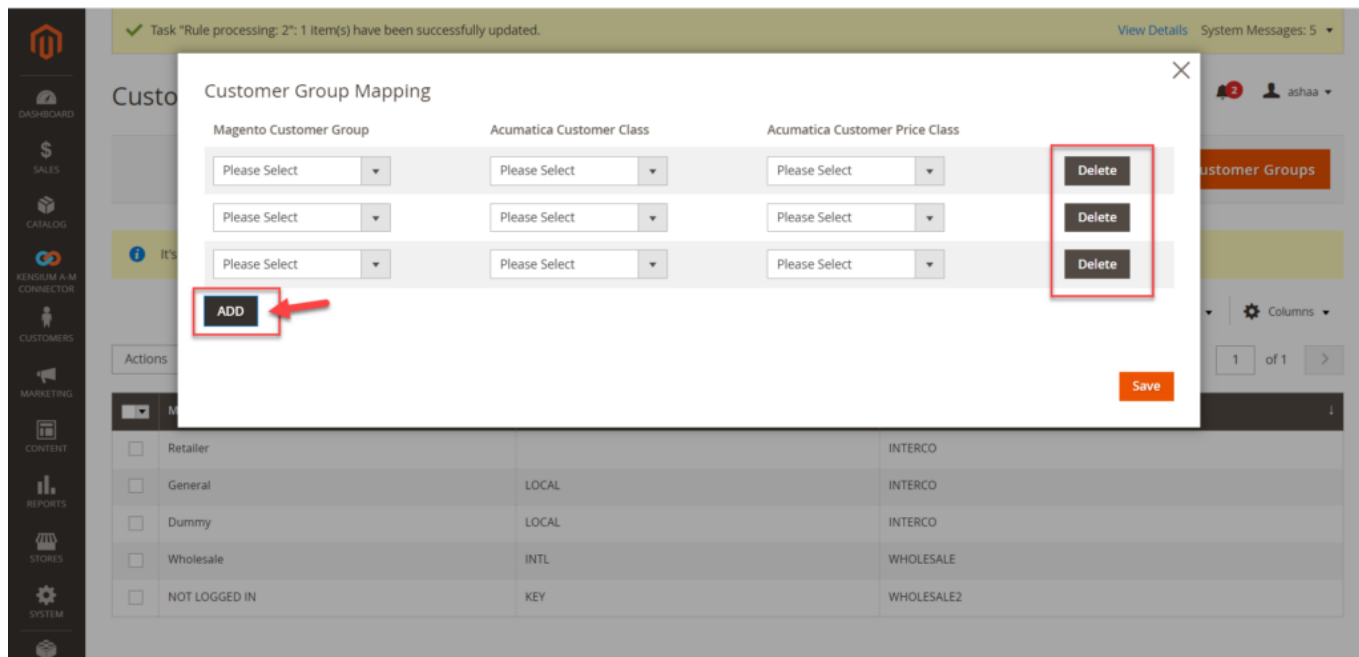 Task "Rule processing: 2": 1 item(s) have been successfully updated.
View Details System Messages: 5
Custo
2 ashaa
Customer Group Mapping
Magento Customer Group Acumatica Customer Class Acumatica Customer Price Class
Please Select Please Select Please Select Delete
ustomer Groups
Please Select Please Select Please Select Delete
It's
Please Select Please Select Please Select Delete
ADD
Columns
Actions
1 of 1
Save
M
Retailer INTERCO
General LOCAL INTERCO
Dummy LOCAL INTERCO
Wholesale INTL WHOLESALE
NOT LOGGED IN KEY WHOLESALE2
DASHBOARD
$
SALES
CATALOG
KENSIUM A-M
CONNECTOR
CUSTOMERS
MARKETING
CONTENT
REPORTS
STORES
SYSTEM